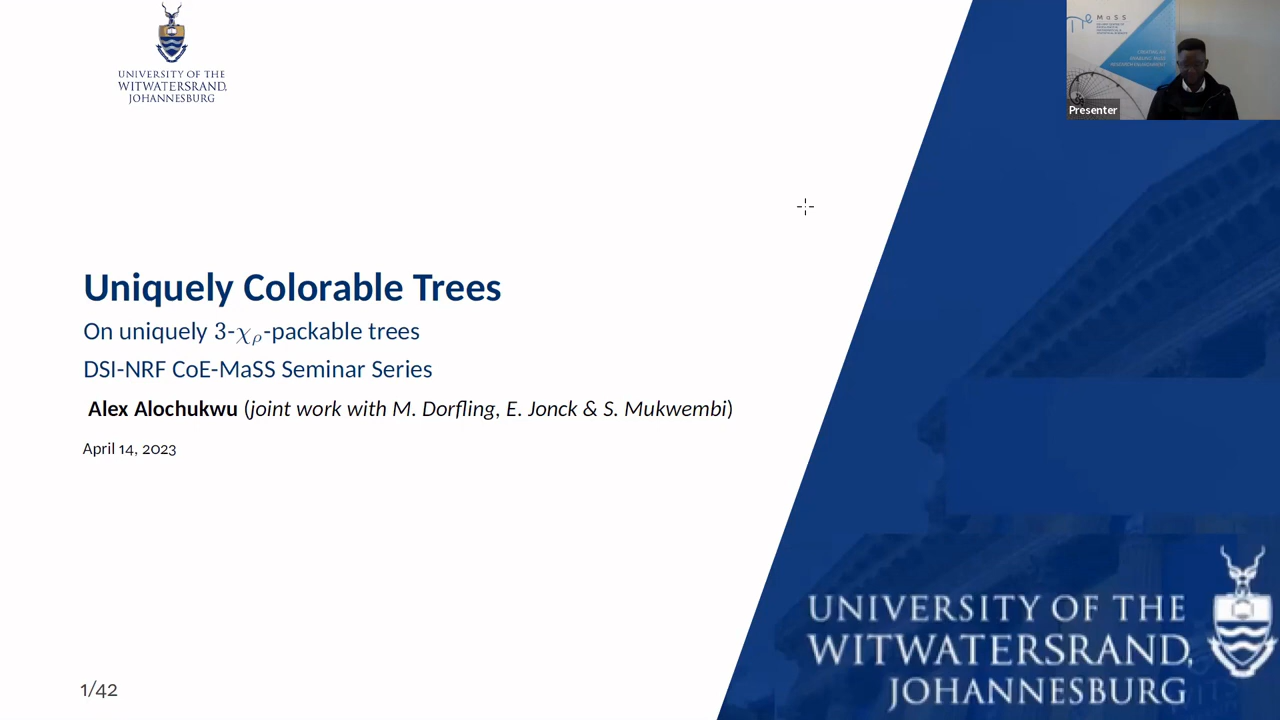 UNIVERSITY OF THE
WITWATERSRAND,
JOHANNESBURG
MaSS
Presenter
Uniquely Colorable Trees
On uniquely 3-χρ-packable trees
DSI-NRF CoE-MaSS Seminar Series
Alex Alochukwu (joint work with M. Dorfling, E. Jonck & S. Mukwembi)
April 14, 2023
1/42
UNIVERSITY OF THE
WITWATERSRAND,
JOHANNESBURG